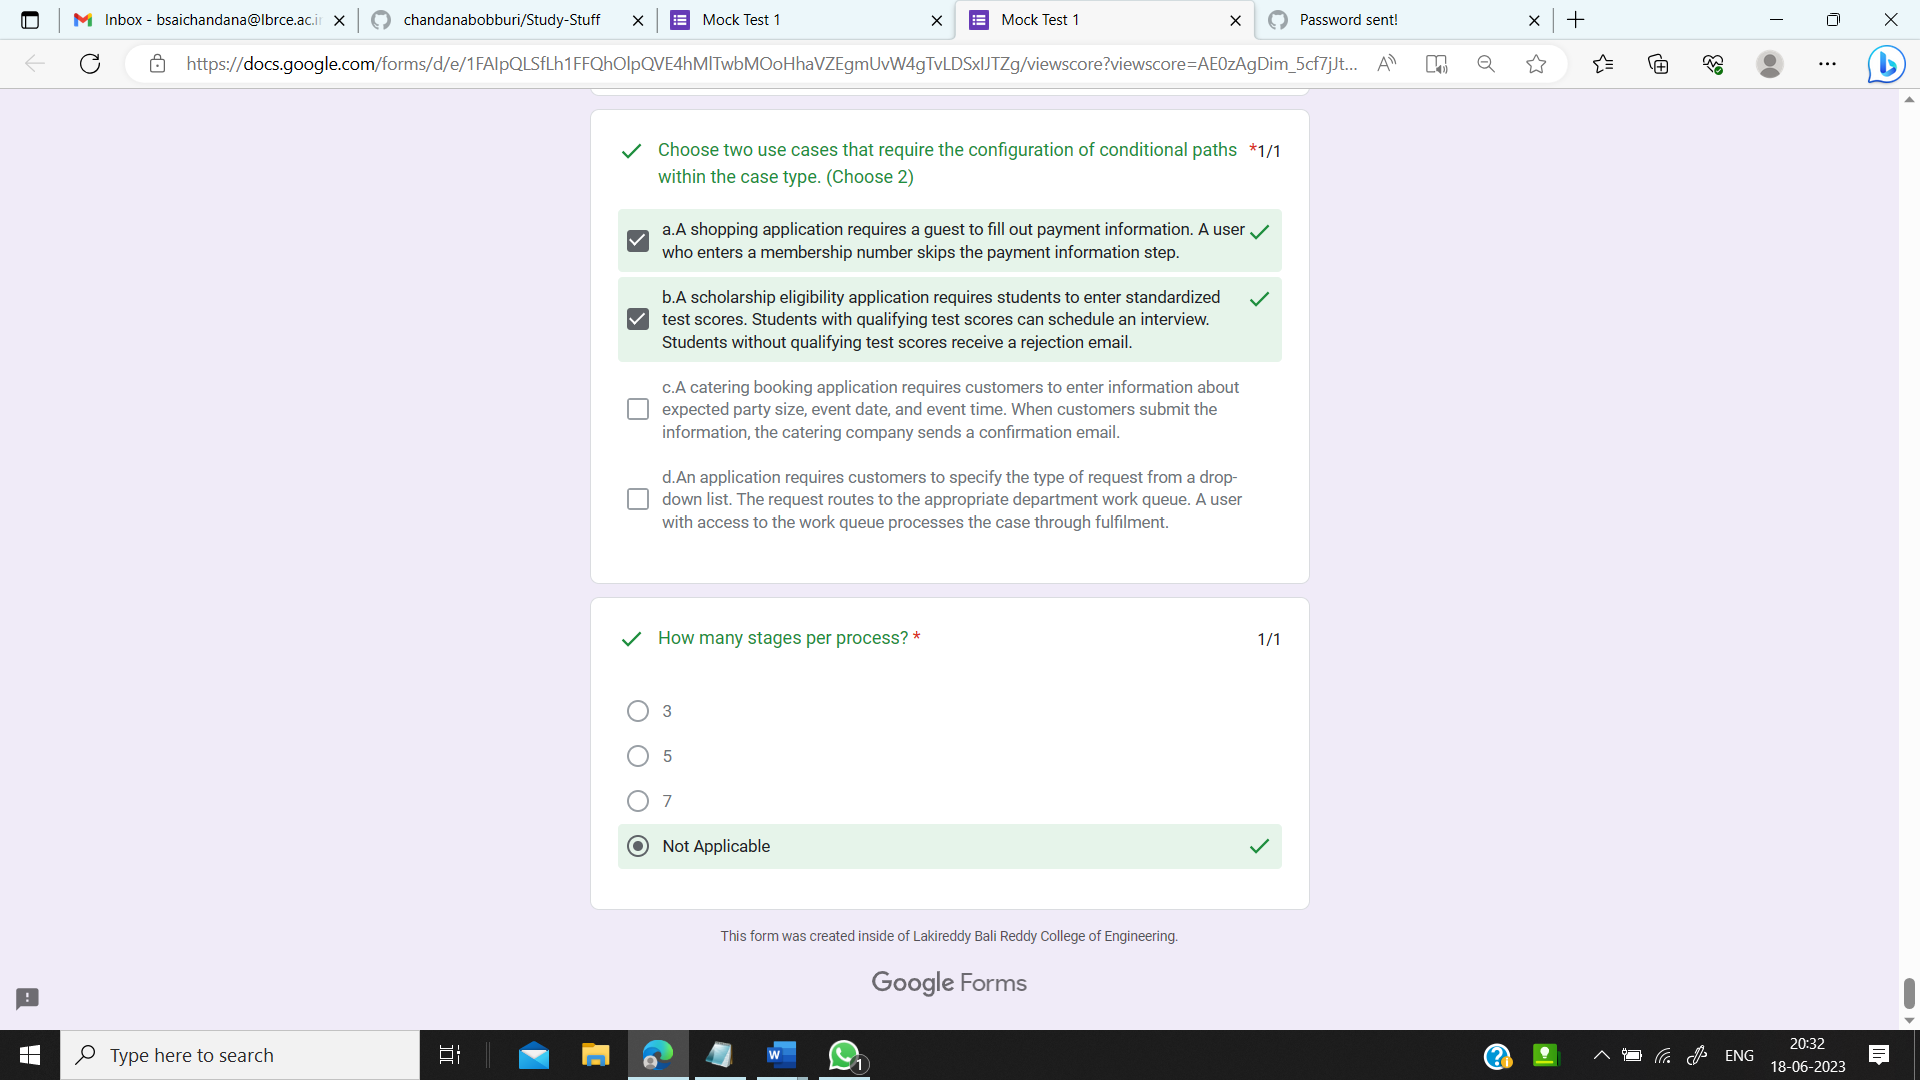 Inbox - bsaichandana@lbrce.ac.i
chandanabobburi/Study-Stuff
Mock Test 1
Mock Test 1
Password sent!
https://docs.google.com/forms/d/e/1FAIpQLSfLh1FFQhOlpQVE4hMlTwbMOoHhaVZEgmUvW4gTvLDSxIJTZg/viewscore?viewscore=AE0zAgDim_5cf7jJt...
Choose two use cases that require the configuration of conditional paths *1/1
within the case type. (Choose 2)
a.A shopping application requires a guest to fill out payment information. A user
who enters a membership number skips the payment information step.
b.A scholarship eligibility application requires students to enter standardized
test scores. Students with qualifying test scores can schedule an interview.
Students without qualifying test scores receive a rejection email.
c.A catering booking application requires customers to enter information about
expected party size, event date, and event time. When customers submit the
information, the catering company sends a confirmation email.
d.An application requires customers to specify the type of request from a drop-
down list. The request routes to the appropriate department work queue. A user
with access to the work queue processes the case through fulfilment.
How many stages per process? * 1/1
3
5
7
Not Applicable
This form was created inside of Lakireddy Bali Reddy College of Engineering.
Google Forms
Type here to search
1
ENG
20:32
18-06-2023